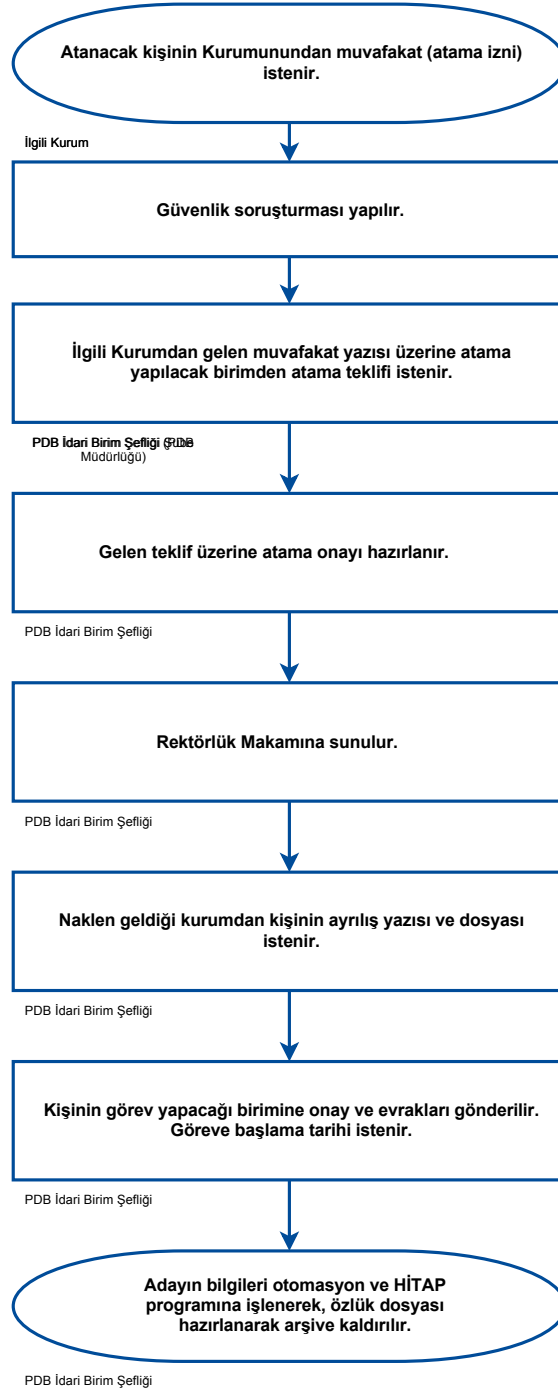 Atanacak kişinin Kurumunundan muvafakat (atama izni)
istenir.
İlgili Kurum
Güvenlik soruşturması yapılır.
İlgili Kurumdan gelen muvafakat yazısı üzerine atama
yapılacak birimden atama teklifi istenir.
PDB İdari Birim Şefliği
Müdürlüğü)
Gelen teklif üzerine atama onayı hazırlanır.
PDB İdari Birim Şefliği
Rektörlük Makamına sunulur.
PDB İdari Birim Şefliği
Naklen geldiği kurumdan kişinin ayrılış yazısı ve dosyası
istenir.
PDB İdari Birim Şefliği
Kişinin görev yapacağı birimine onay ve evrakları gönderilir.
Göreve başlama tarihi istenir.
PDB İdari Birim Şefliği
Adayın bilgileri otomasyon ve HİTAP
programına işlenerek, özlük dosyası
hazırlanarak arşive kaldırılır.
PDB İdari Birim Şefliği